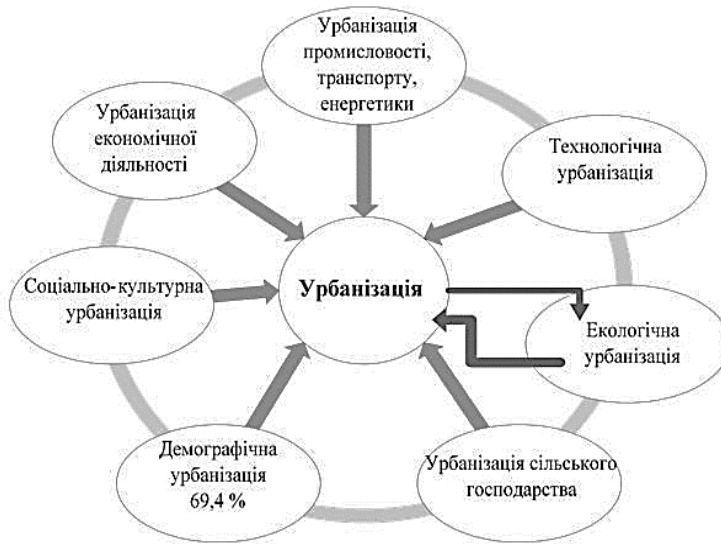 Урбанізація
промисловості,
транспорту,
енергетики
Урбанізація
економічної
діяльності
Технологічна
урбанізація
Соціально-культурна
урбанізація
Урбанізація
Екологічна
урбанізація
Демографічна
урбанізація
69,4 %
Урбанізація сільського
господарства